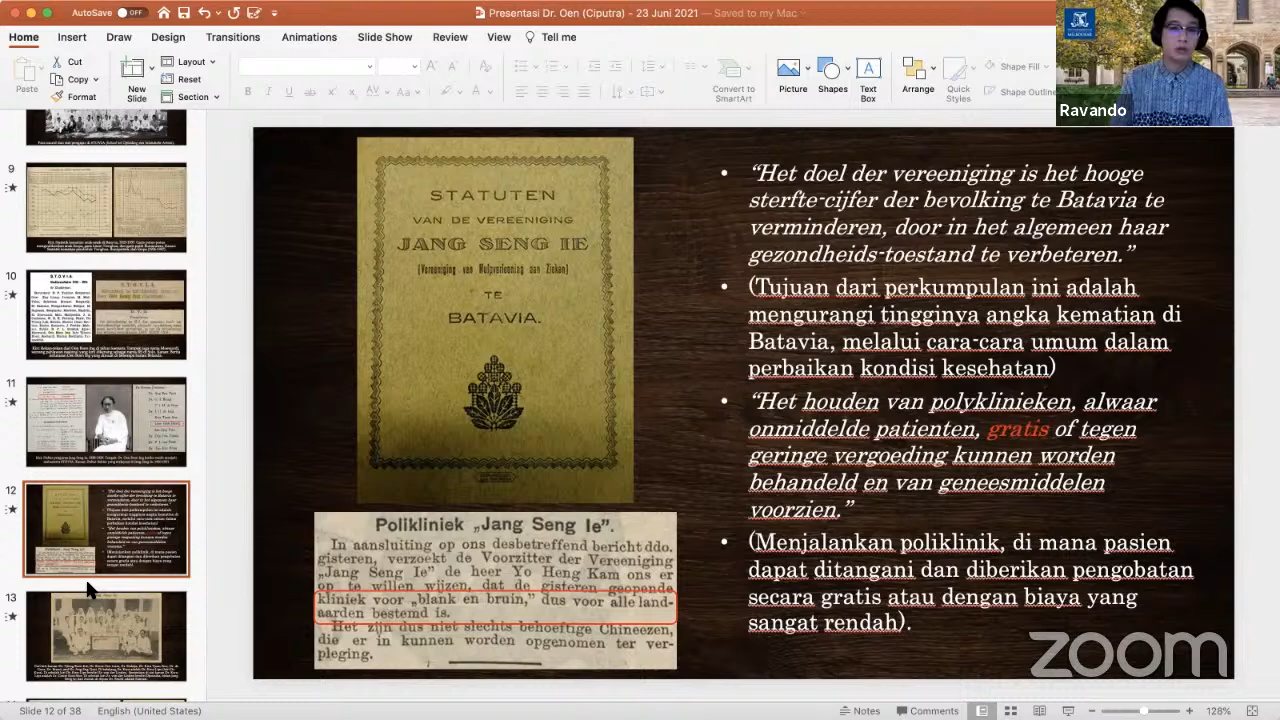 AutoSave OFF
Presentasi Dr. Oen (Ciputra) - 23 Juni 2021 — Saved to my Mac
Home Insert Draw Design Transitions Animations Slide Show Review View Tell me
Paste
Cut
Copy
Format
New Slide
Layout
Reset
Section
Convert to SmartArt
Picture
Shapes
Text Box
Arrange
Quick Styles
Shape Fill
Shape Outline
Ravando
9
10
11
12
13
STATUTEN
VAN DE VEREENIGING
JANG SENG IE
(Vereeniging van Hulpverleening aan Zieken)
TE
BATAVIA.
Polikliniek „Jang Seng Ie”.
In aansluiting op ons desbetreffend bericht ddo.
gisteren, verzoekt de Voorzitter der Vereeniging
„Jang Seng Ie” de Heer Yo Heng Kam ons er
op te willen wijzen, dat de gisteren geopende
kliniek voor „blank en bruin,” dus voor alle land-
aarden bestemd is.
Het zijn dus niet slechts behoeftige Chineezen,
die er in kunnen worden opgenomen ter ver-
pleging.
• “Het doel der vereeniging is het hooge
sterfte-cijfer der bevolking te Batavia te
verminderen, door in het algemeen haar
gezondheids-toestand te verbeteren.”
• (Tujuan dari perkumpulan ini adalah
mengurangi tingginya angka kematian di
Batavia, melalui cara-cara umum dalam
perbaikan kondisi kesehatan)
• “Het houden van polyklinieken, alwaar
onmiddelde patienten, gratis of tegen
geringe vergoeding kunnen worden
behandeld en van geneesmiddelen
voorzien.”
• (Mendirikan poliklinik, di mana pasien
dapat ditangani dan diberikan pengobatan
secara gratis atau dengan biaya yang
sangat rendah).
zoom
Slide 12 of 38 English (United States) Notes Comments 128%